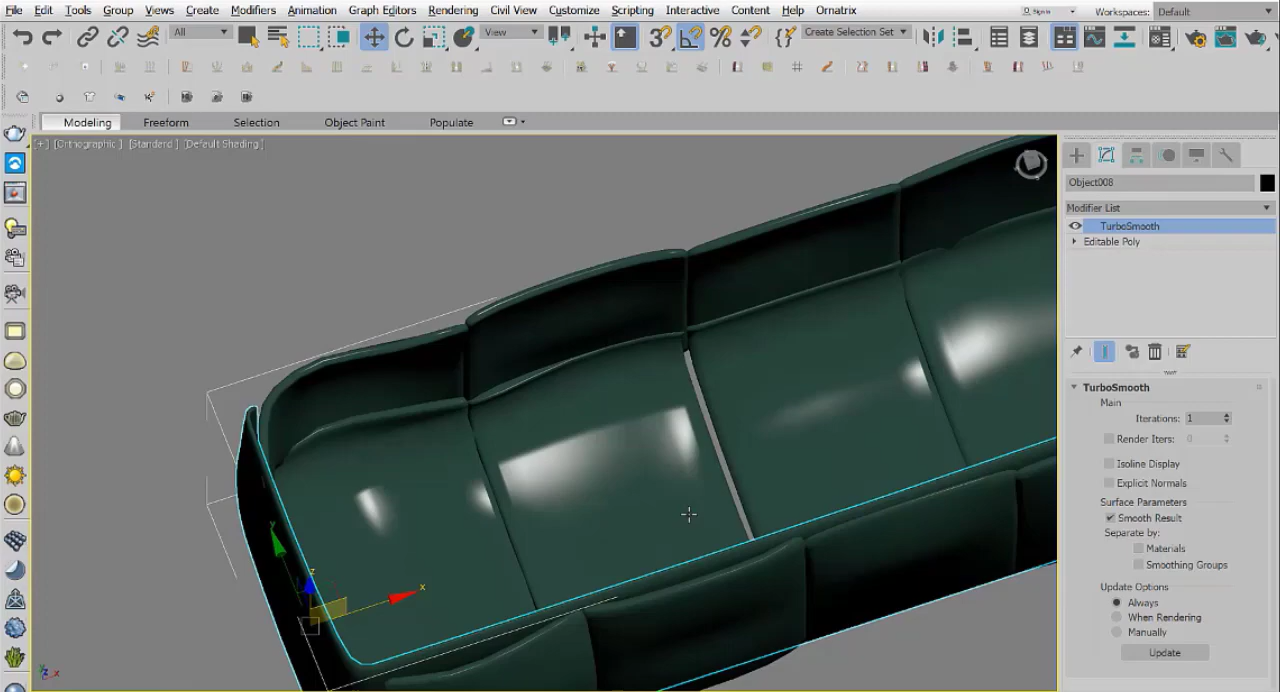 File Edit Tools Group Views Create Modifiers Animation Graph Editors Rendering Civil View Customize Scripting Interactive Content Help Ornatrix Sign In Workspaces: Default
All View Create Selection Set
Modeling Freeform Selection Object Paint Populate
[+] [Orthographic ] [Standard ] [Default Shading ]
Object008
Modifier List
TurboSmooth
Editable Poly
TurboSmooth
Main
Iterations: 1
Render Iters: 0
Isoline Display
Explicit Normals
Surface Parameters
Smooth Result
Separate by:
Materials
Smoothing Groups
Update Options
Always
When Rendering
Manually
Update
y
z
x
z
x